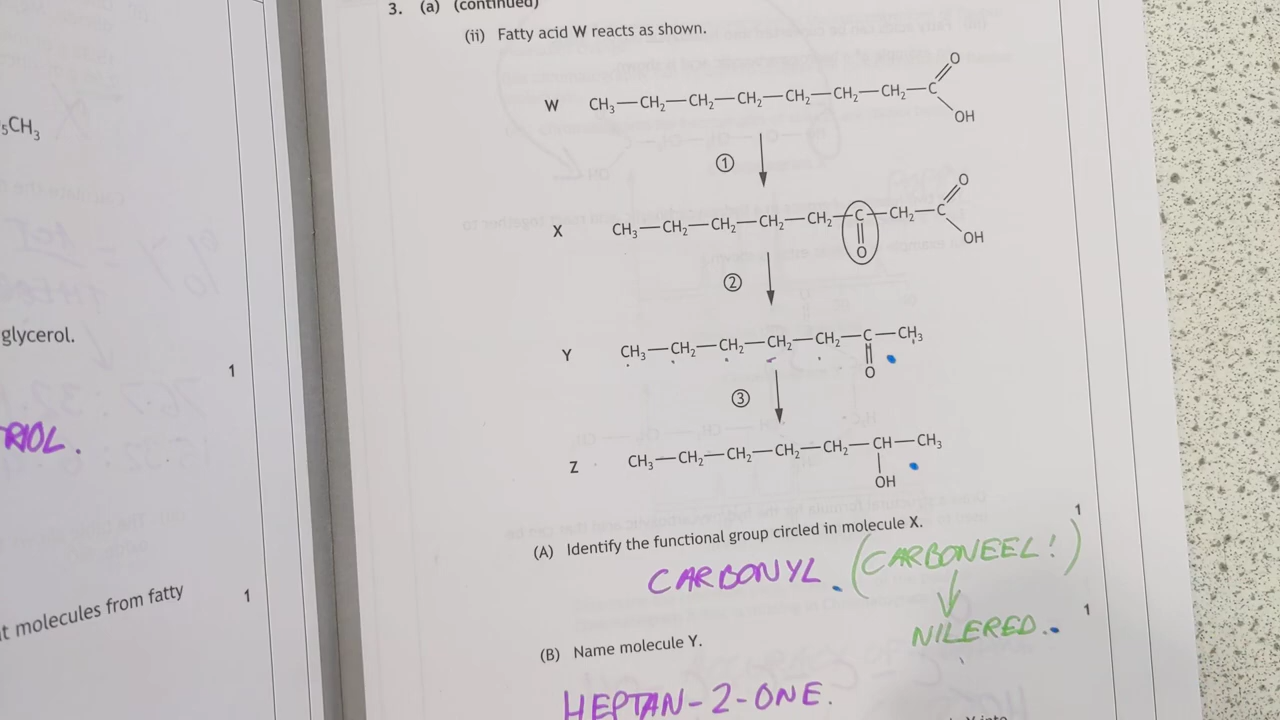 3. (a) (continued)
(ii) Fatty acid W reacts as shown.
W CH₃—CH₂—CH₂—CH₂—CH₂—CH₂—CH₂—C
O
OH
①
X CH₃—CH₂—CH₂—CH₂—CH₂—C—CH₂—C
O
O
OH
②
Y CH₃—CH₂—CH₂—CH₂—CH₂—C—CH₃
O
③
Z CH₃—CH₂—CH₂—CH₂—CH₂—CH—CH₃
OH
(A) Identify the functional group circled in molecule X. 1
CARBONYL. (CARBONEEL!)
NILERED..
(B) Name molecule Y. 1
HEPTAN-2-ONE.
₅CH₃
glycerol.
1
TRIOL.
molecules from fatty 1